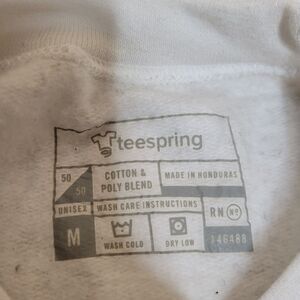 teespring
50 50 COTTON & POLY BLEND MADE IN HONDURAS
UNISEX WASH CARE INSTRUCTIONS RN Nº
M WASH COLD DRY LOW 146488